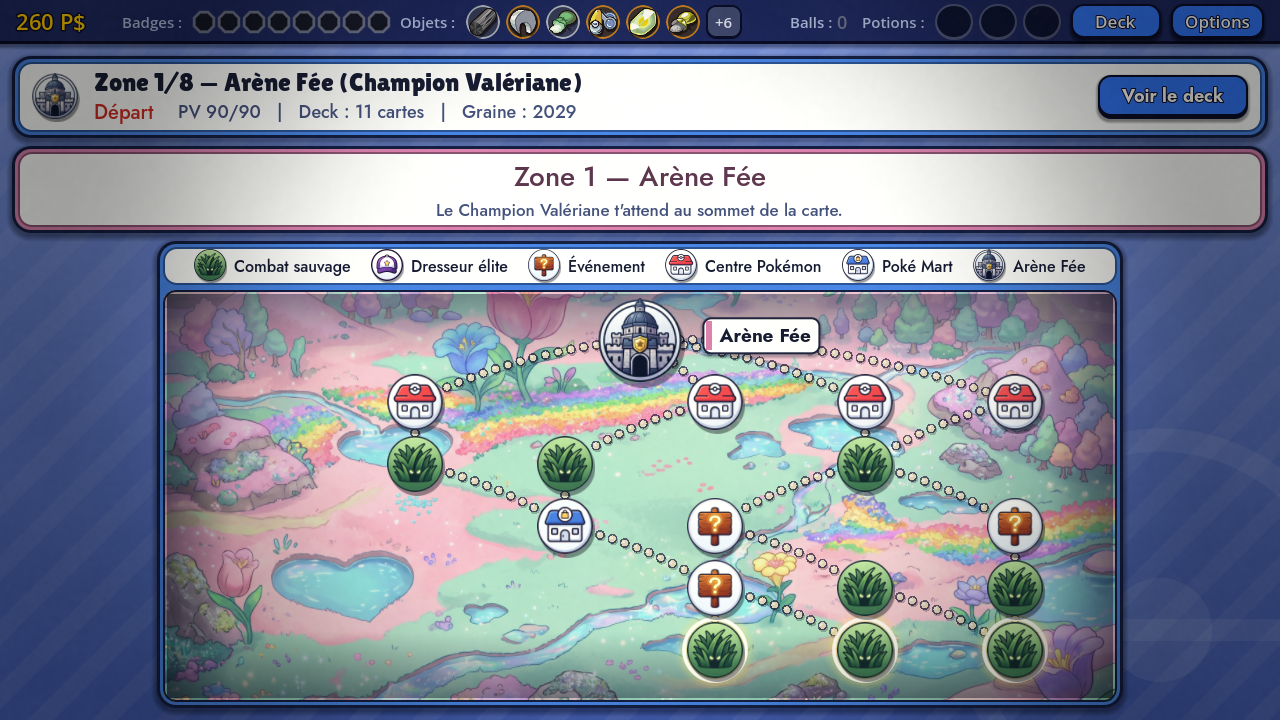 260 P$ Badges : Objets : +6 Balls : 0 Potions : Deck Options
Zone 1/8 — Arène Fée (Champion Valériane)
Départ PV 90/90 | Deck : 11 cartes | Graine : 2029
Voir le deck
Zone 1 — Arène Fée
Le Champion Valériane t'attend au sommet de la carte.
Combat sauvage Dresseur élite Événement Centre Pokémon Poké Mart Arène Fée
Arène Fée
?
?
?